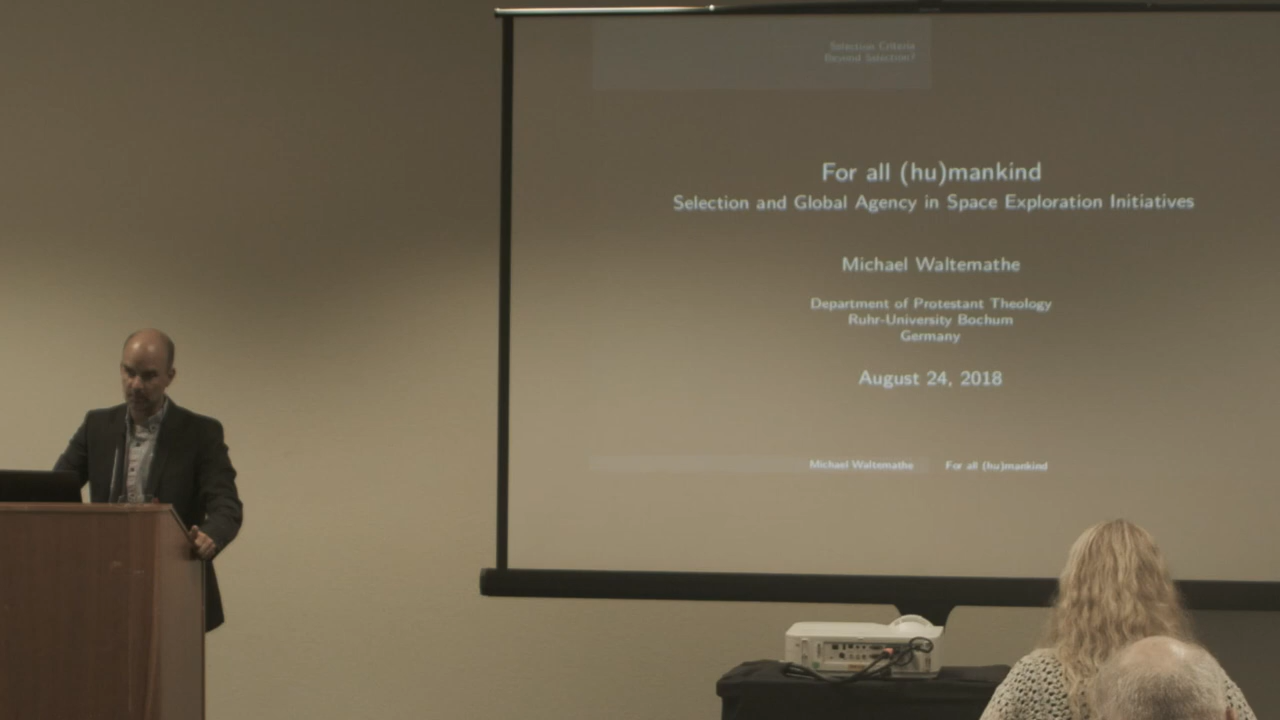 Selection Criteria
Beyond Selection?
For all (hu)mankind
Selection and Global Agency in Space Exploration Initiatives
Michael Waltemathe
Department of Protestant Theology
Ruhr-University Bochum
Germany
August 24, 2018
Michael Waltemathe For all (hu)mankind